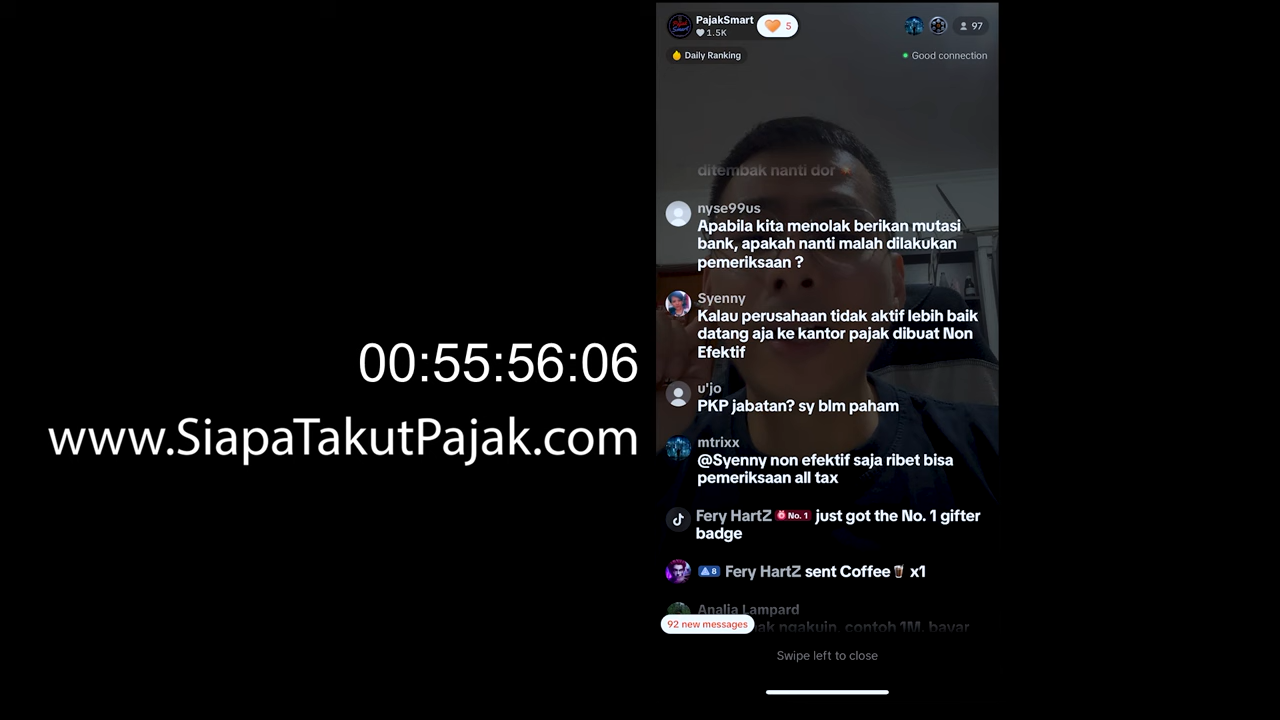 PajakSmart
1.5K
5
97
Daily Ranking
Good connection
ditembak nanti dor
nyse99us
Apabila kita menolak berikan mutasi
bank, apakah nanti malah dilakukan
pemeriksaan ?
Syenny
Kalau perusahaan tidak aktif lebih baik
datang aja ke kantor pajak dibuat Non
Efektif
u'jo
PKP jabatan? sy blm paham
mtrixx
@Syenny non efektif saja ribet bisa
pemeriksaan all tax
Fery HartZ No. 1 just got the No. 1 gifter
badge
8 Fery HartZ sent Coffee x1
Analia Lampard
ngakuin, contoh 1M, bayar
92 new messages
Swipe left to close
00:55:56:06
www.SiapaTakutPajak.com